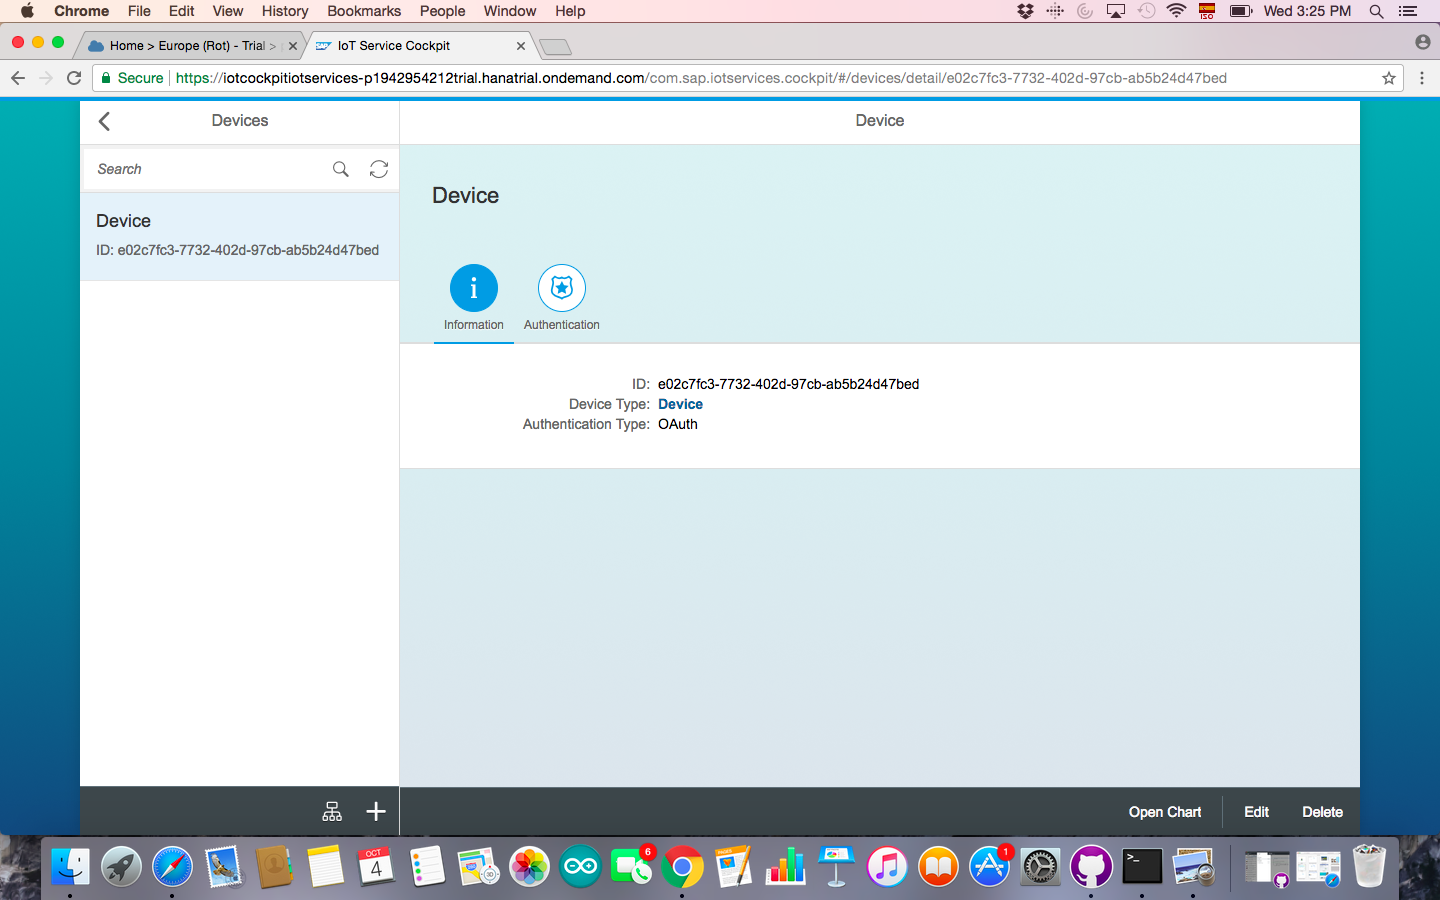 Chrome File Edit View History Bookmarks People Window Help
ISO
Wed 3:25 PM
Home > Europe (Rot) - Trial >
SAP IoT Service Cockpit
Secure https://iotcockpitiotservices-p1942954212trial.hanatrial.ondemand.com/com.sap.iotservices.cockpit/#/devices/detail/e02c7fc3-7732-402d-97cb-ab5b24d47bed
Devices
Device
Search
Device
ID: e02c7fc3-7732-402d-97cb-ab5b24d47bed
Device
i
Information
Authentication
ID: e02c7fc3-7732-402d-97cb-ab5b24d47bed
Device Type: Device
Authentication Type: OAuth
Open Chart
Edit
Delete
OCT
4
6
PAGES
1
>_